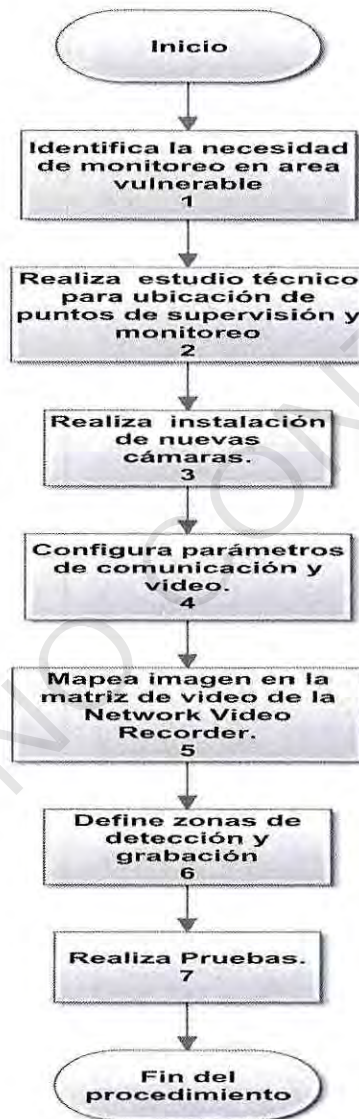 Inicio
Identifica la necesidad
de monitoreo en area
vulnerable
1
Realiza estudio técnico
para ubicación de
puntos de supervisión y
monitoreo
2
Realiza instalación
de nuevas
cámaras.
3
Configura parámetros
de comunicación y
video.
4
Mapea imagen en la
matriz de video de la
Network Video
Recorder.
5
Define zonas de
detección y
grabación
6
Realiza Pruebas.
7
Fin del
procedimiento